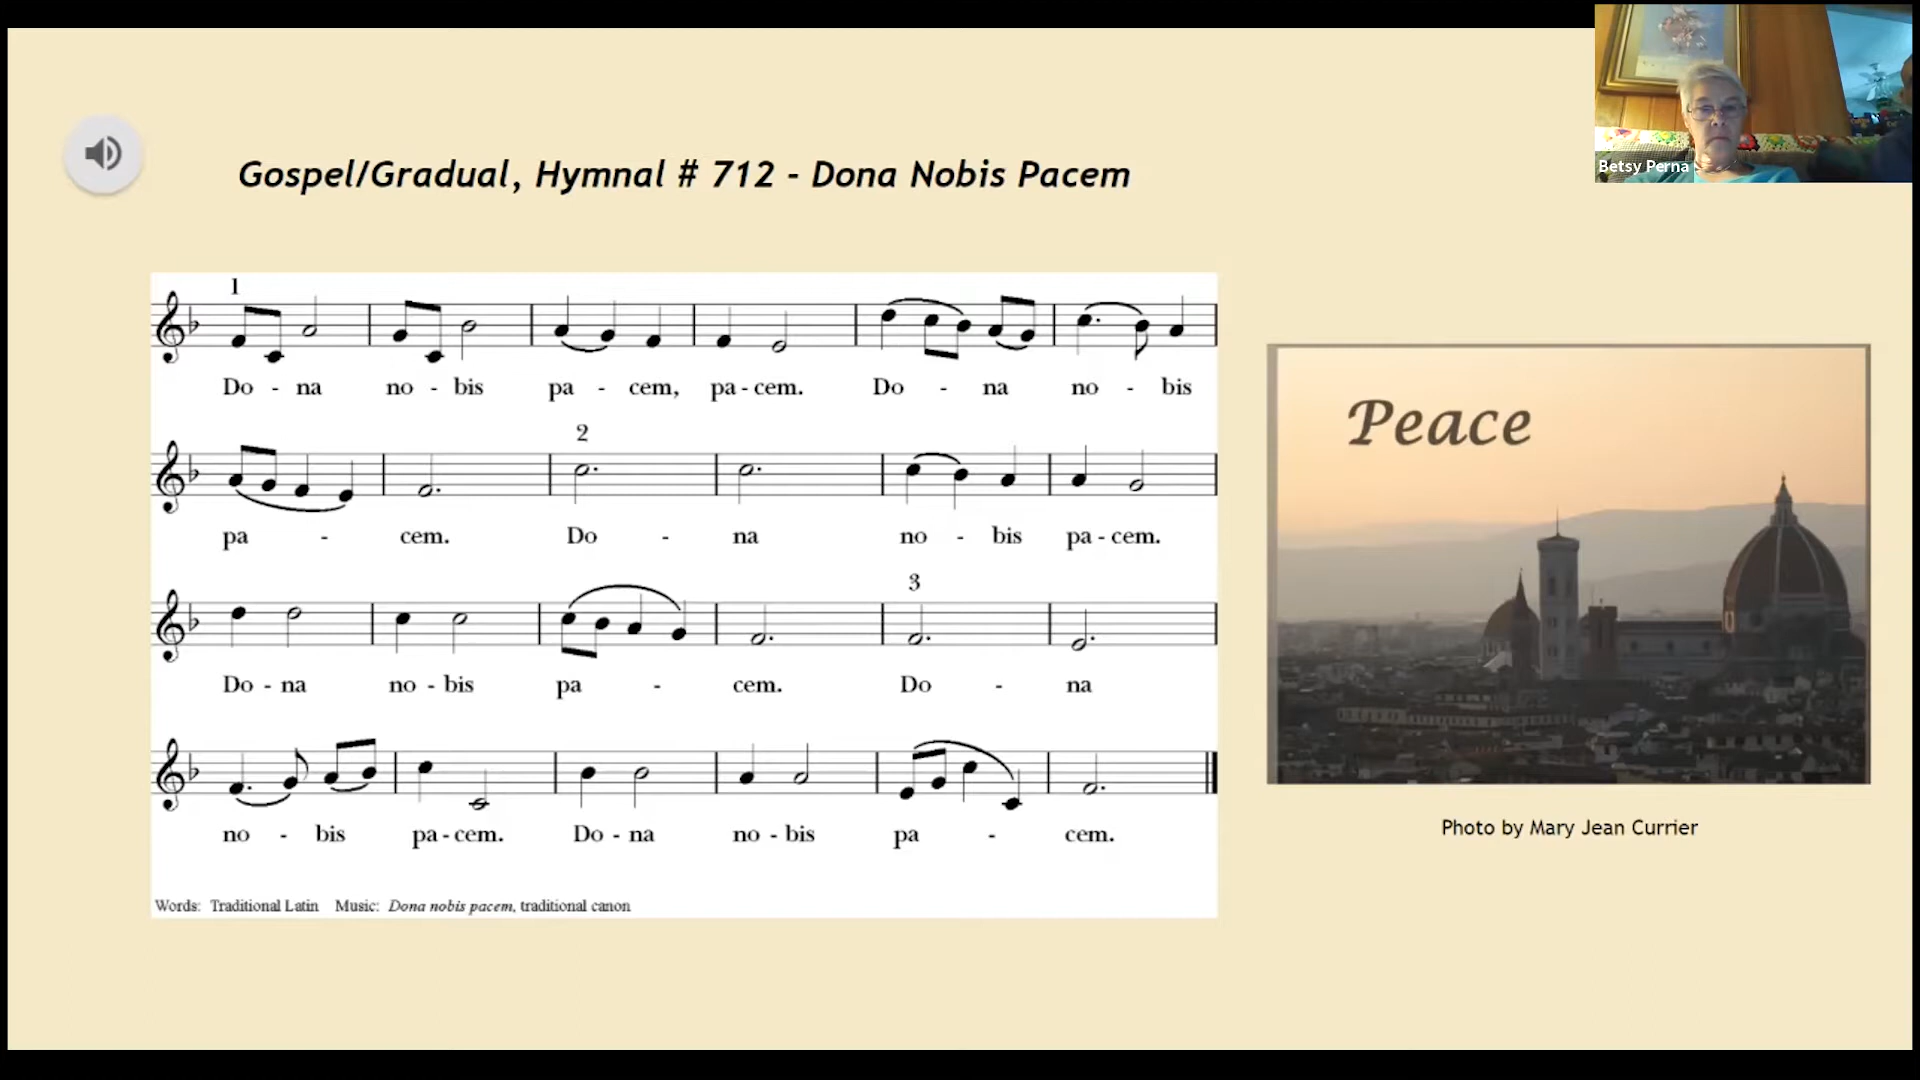 Betsy Perna
Gospel/Gradual, Hymnal # 712 - Dona Nobis Pacem
1
Do - na no - bis pa - cem, pa - cem. Do - na no - bis
2
pa - cem. Do - na no - bis pa - cem.
3
Do - na no - bis pa - cem. Do - na
no - bis pa - cem. Do - na no - bis pa - cem.
Words: Traditional Latin Music: Dona nobis pacem, traditional canon
Peace
Photo by Mary Jean Currier